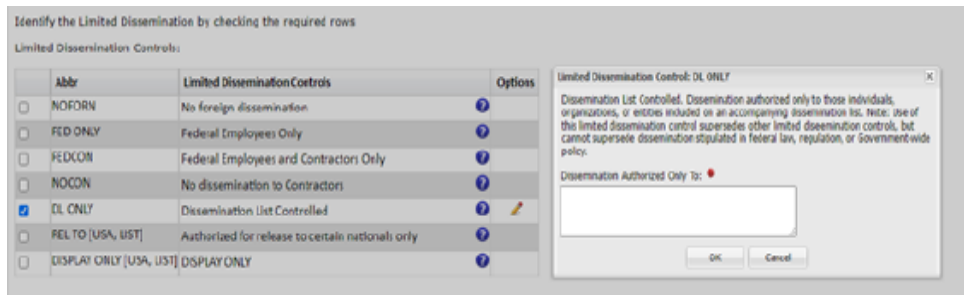 Identify the Limited Dissemination by checking the required rows
Limited Dissemination Controls:
Abbr Limited Dissemination Controls Options
NOFORN No foreign dissemination
FED ONLY Federal Employees Only
FEDCON Federal Employees and Contractors Only
NOCON No dissemination to Contractors
DL ONLY Dissemination List Controlled
REL TO [USA, LIST] Authorized for release to certain nationals only
DISPLAY ONLY [USA, LIST] DISPLAY ONLY
Limited Dissemination Control: DL ONLY
Dissemination List Controlled. Dissemination authorized only to those individuals,
organizations, or entities included on an accompanying dissemination list. Note: Use of
this limited dissemination control supersedes other limited dissemination controls, but
cannot supersede dissemination stipulated in federal law, regulation, or Government-wide
policy.
Dissemination Authorized Only To:
OK Cancel